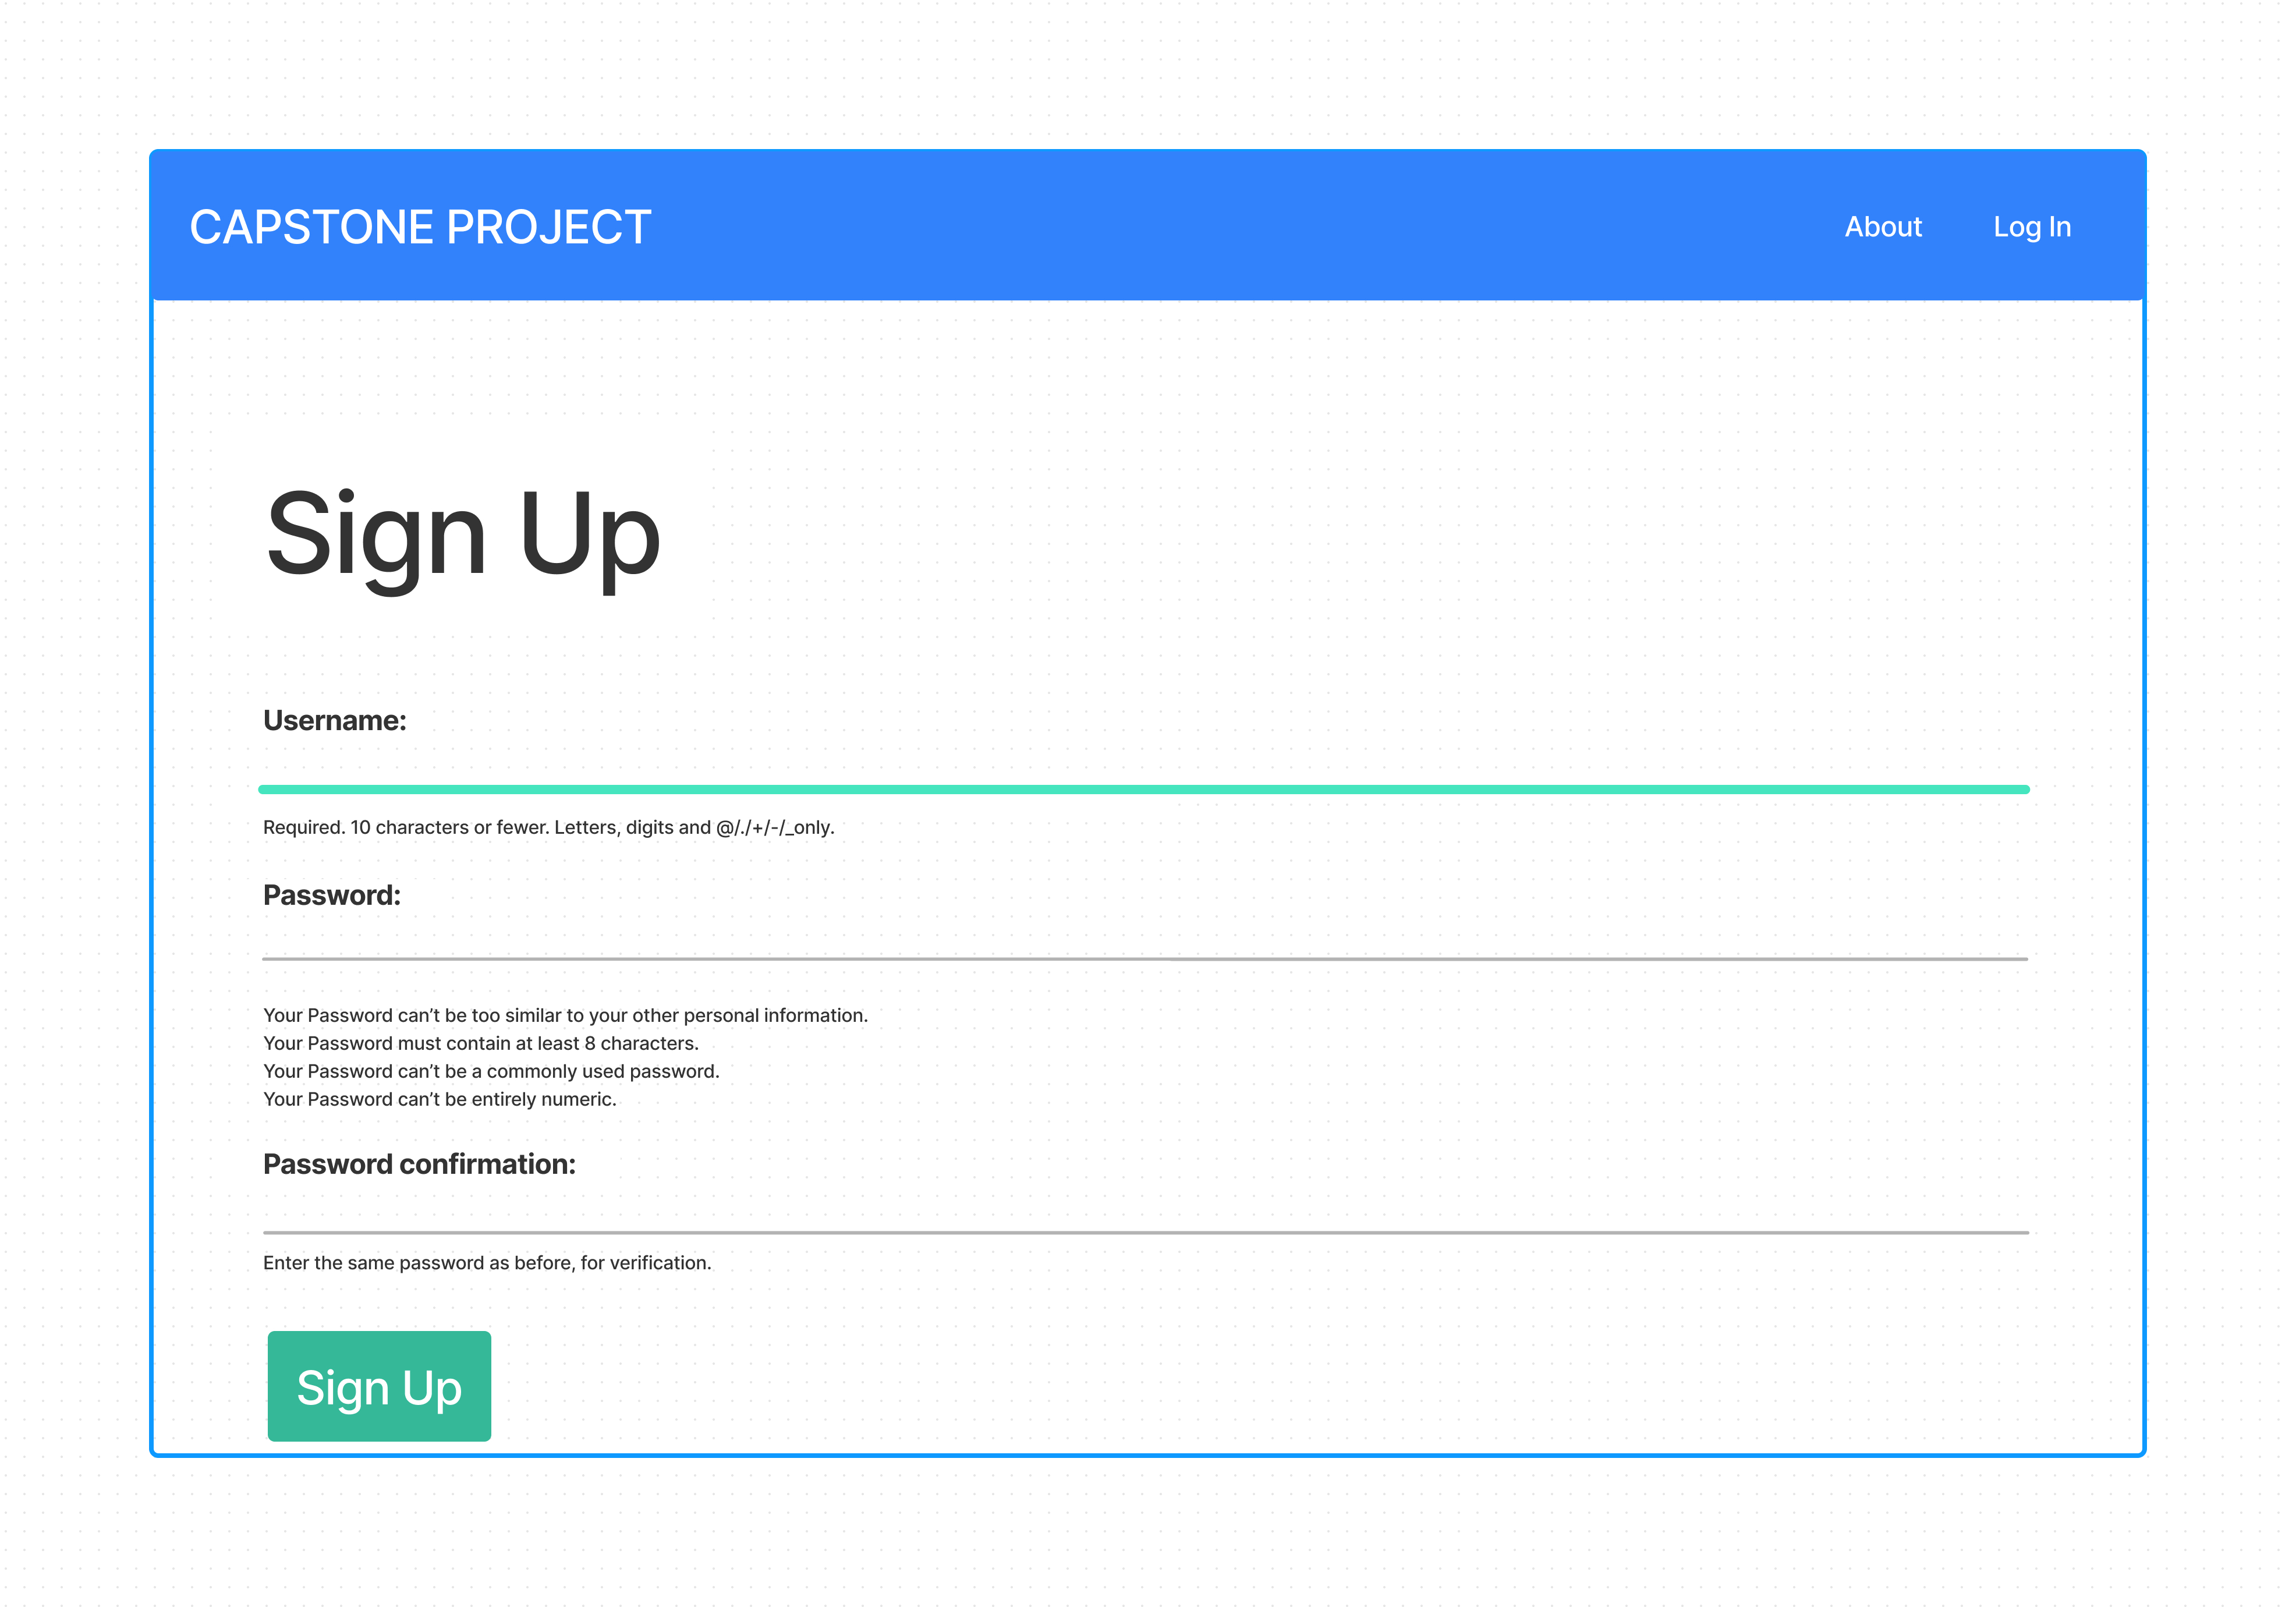 CAPSTONE PROJECT
About
Log In
Sign Up
Username:
Required. 10 characters or fewer. Letters, digits and @/./+/-/_only.
Password:
Your Password can’t be too similar to your other personal information.
Your Password must contain at least 8 characters.
Your Password can’t be a commonly used password.
Your Password can’t be entirely numeric.
Password confirmation:
Enter the same password as before, for verification.
Sign Up